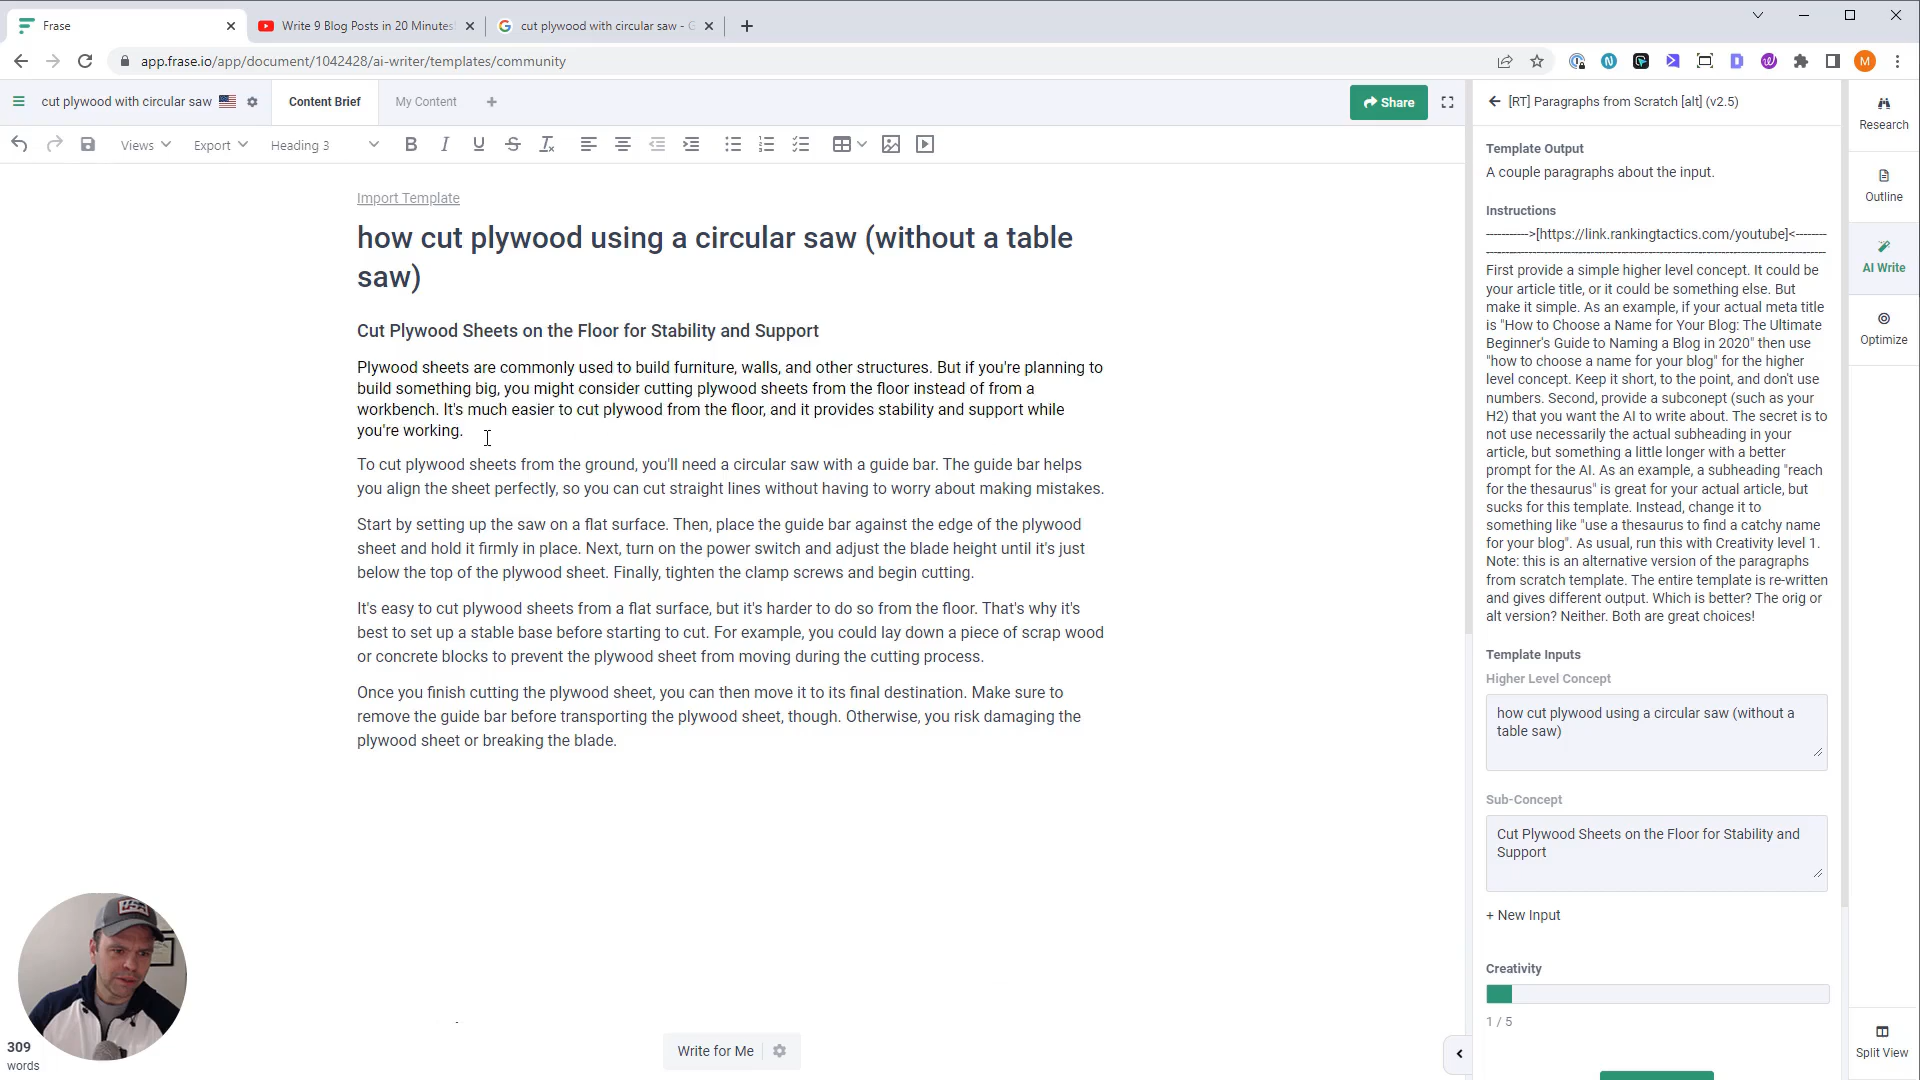 Frase
Write 9 Blog Posts in 20 Minutes
cut plywood with circular saw - G
app.frase.io/app/document/1042428/ai-writer/templates/community
M
cut plywood with circular saw
Content Brief
My Content
Share
[RT] Paragraphs from Scratch [alt] (v2.5)
Research
Views
Export
Heading 3
Import Template
how cut plywood using a circular saw (without a table
saw)
Cut Plywood Sheets on the Floor for Stability and Support
Plywood sheets are commonly used to build furniture, walls, and other structures. But if you're planning to
build something big, you might consider cutting plywood sheets from the floor instead of from a
workbench. It's much easier to cut plywood from the floor, and it provides stability and support while
you're working.
To cut plywood sheets from the ground, you'll need a circular saw with a guide bar. The guide bar helps
you align the sheet perfectly, so you can cut straight lines without having to worry about making mistakes.
Start by setting up the saw on a flat surface. Then, place the guide bar against the edge of the plywood
sheet and hold it firmly in place. Next, turn on the power switch and adjust the blade height until it's just
below the top of the plywood sheet. Finally, tighten the clamp screws and begin cutting.
It's easy to cut plywood sheets from a flat surface, but it's harder to do so from the floor. That's why it's
best to set up a stable base before starting to cut. For example, you could lay down a piece of scrap wood
or concrete blocks to prevent the plywood sheet from moving during the cutting process.
Once you finish cutting the plywood sheet, you can then move it to its final destination. Make sure to
remove the guide bar before transporting the plywood sheet, though. Otherwise, you risk damaging the
plywood sheet or breaking the blade.
309
words
Write for Me
Template Output
A couple paragraphs about the input.
Instructions
----------->[https://link.rankingtactics.com/youtube]<--------
First provide a simple higher level concept. It could be
your article title, or it could be something else. But
make it simple. As an example, if your actual meta title
is "How to Choose a Name for Your Blog: The Ultimate
Beginner's Guide to Naming a Blog in 2020" then use
"how to choose a name for your blog" for the higher
level concept. Keep it short, to the point, and don't use
numbers. Second, provide a subconept (such as your
H2) that you want the AI to write about. The secret is to
not use necessarily the actual subheading in your
article, but something a little longer with a better
prompt for the AI. As an example, a subheading "reach
for the thesaurus" is great for your actual article, but
sucks for this template. Instead, change it to
something like "use a thesaurus to find a catchy name
for your blog". As usual, run this with Creativity level 1.
Note: this is an alternative version of the paragraphs
from scratch template. The entire template is re-written
and gives different output. Which is better? The orig or
alt version? Neither. Both are great choices!
Template Inputs
Higher Level Concept
how cut plywood using a circular saw (without a
table saw)
Sub-Concept
Cut Plywood Sheets on the Floor for Stability and
Support
+ New Input
Creativity
1 / 5
Outline
AI Write
Optimize
Split View